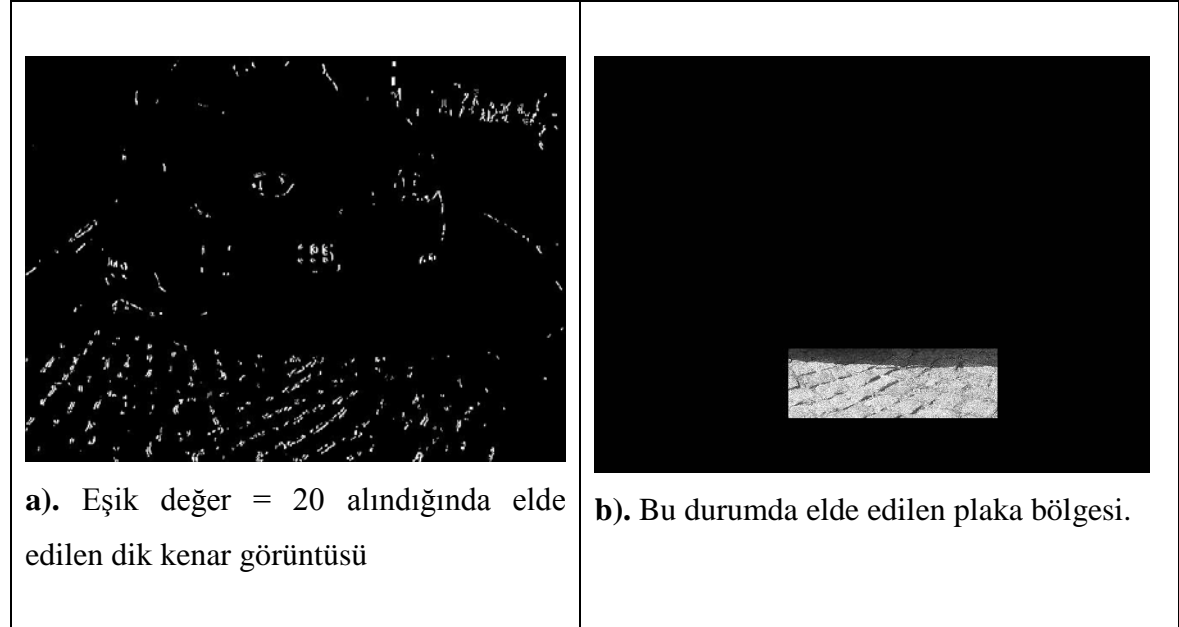 a). Eşik değer = 20 alındığında elde
edilen dik kenar görüntüsü
b). Bu durumda elde edilen plaka bölgesi.